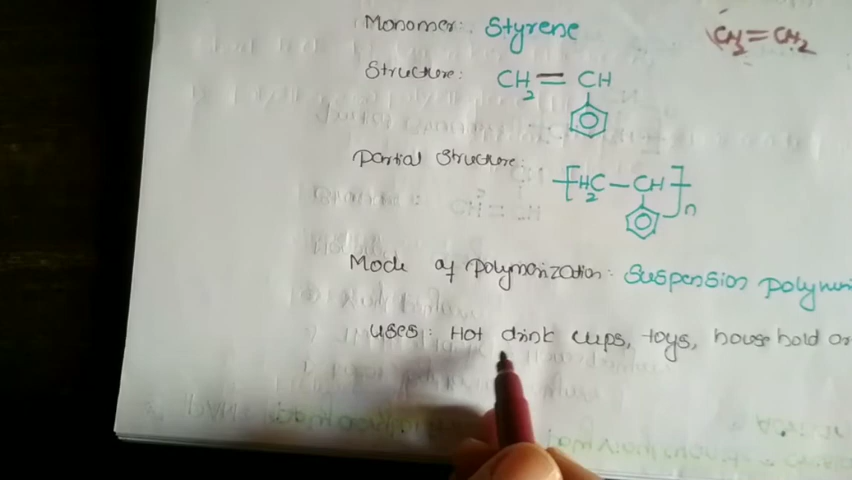 Monomer: Styrene
CH2=CH2
Structure: CH2=CH
Partial Structure: [H2C-CH]n
Mode of polymerization: Suspension
Uses: Hot drink cups, toys, household